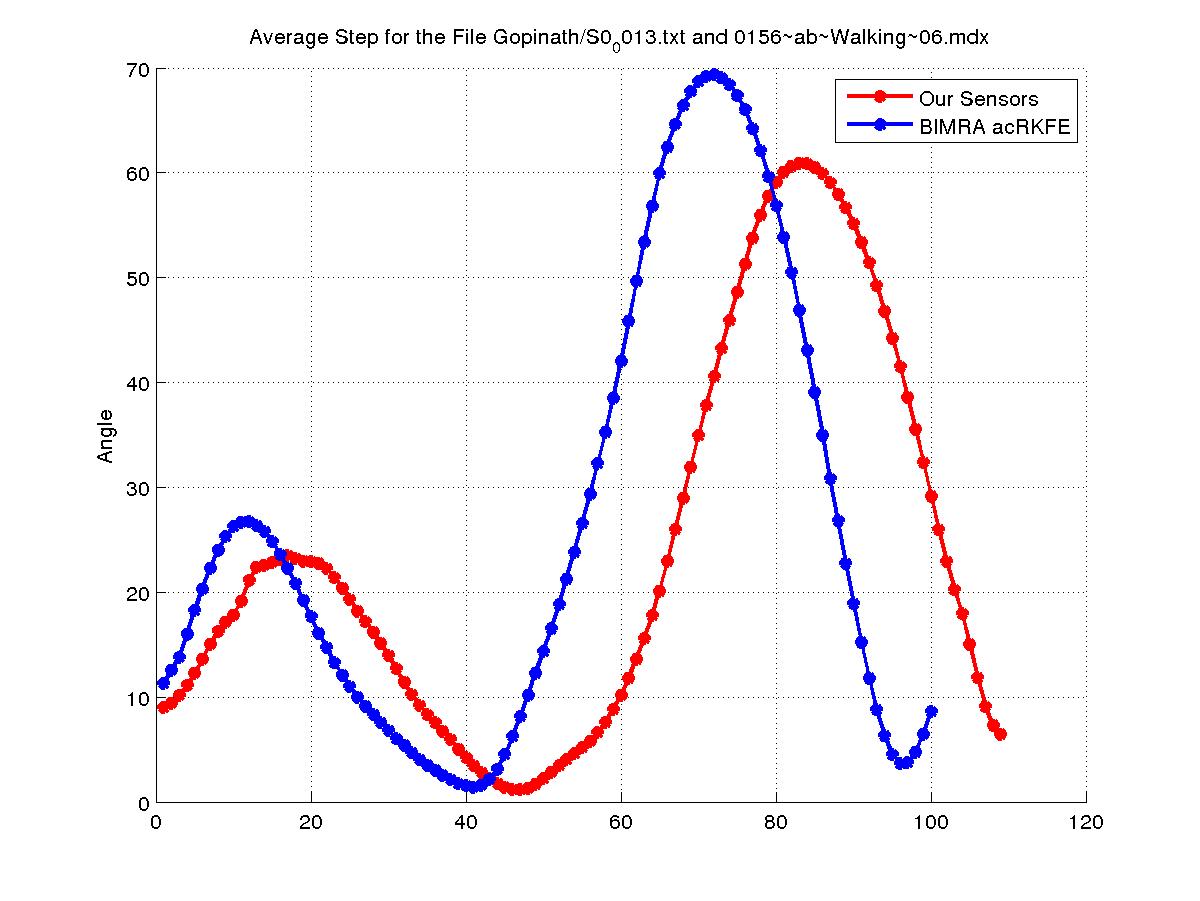 Average Step for the File Gopinath/S0₀013.txt and 0156~ab~Walking~06.mdx
70
60
50
40
30
20
10
0
Angle
Our Sensors
BIMRA acRKFE
0 20 40 60 80 100 120